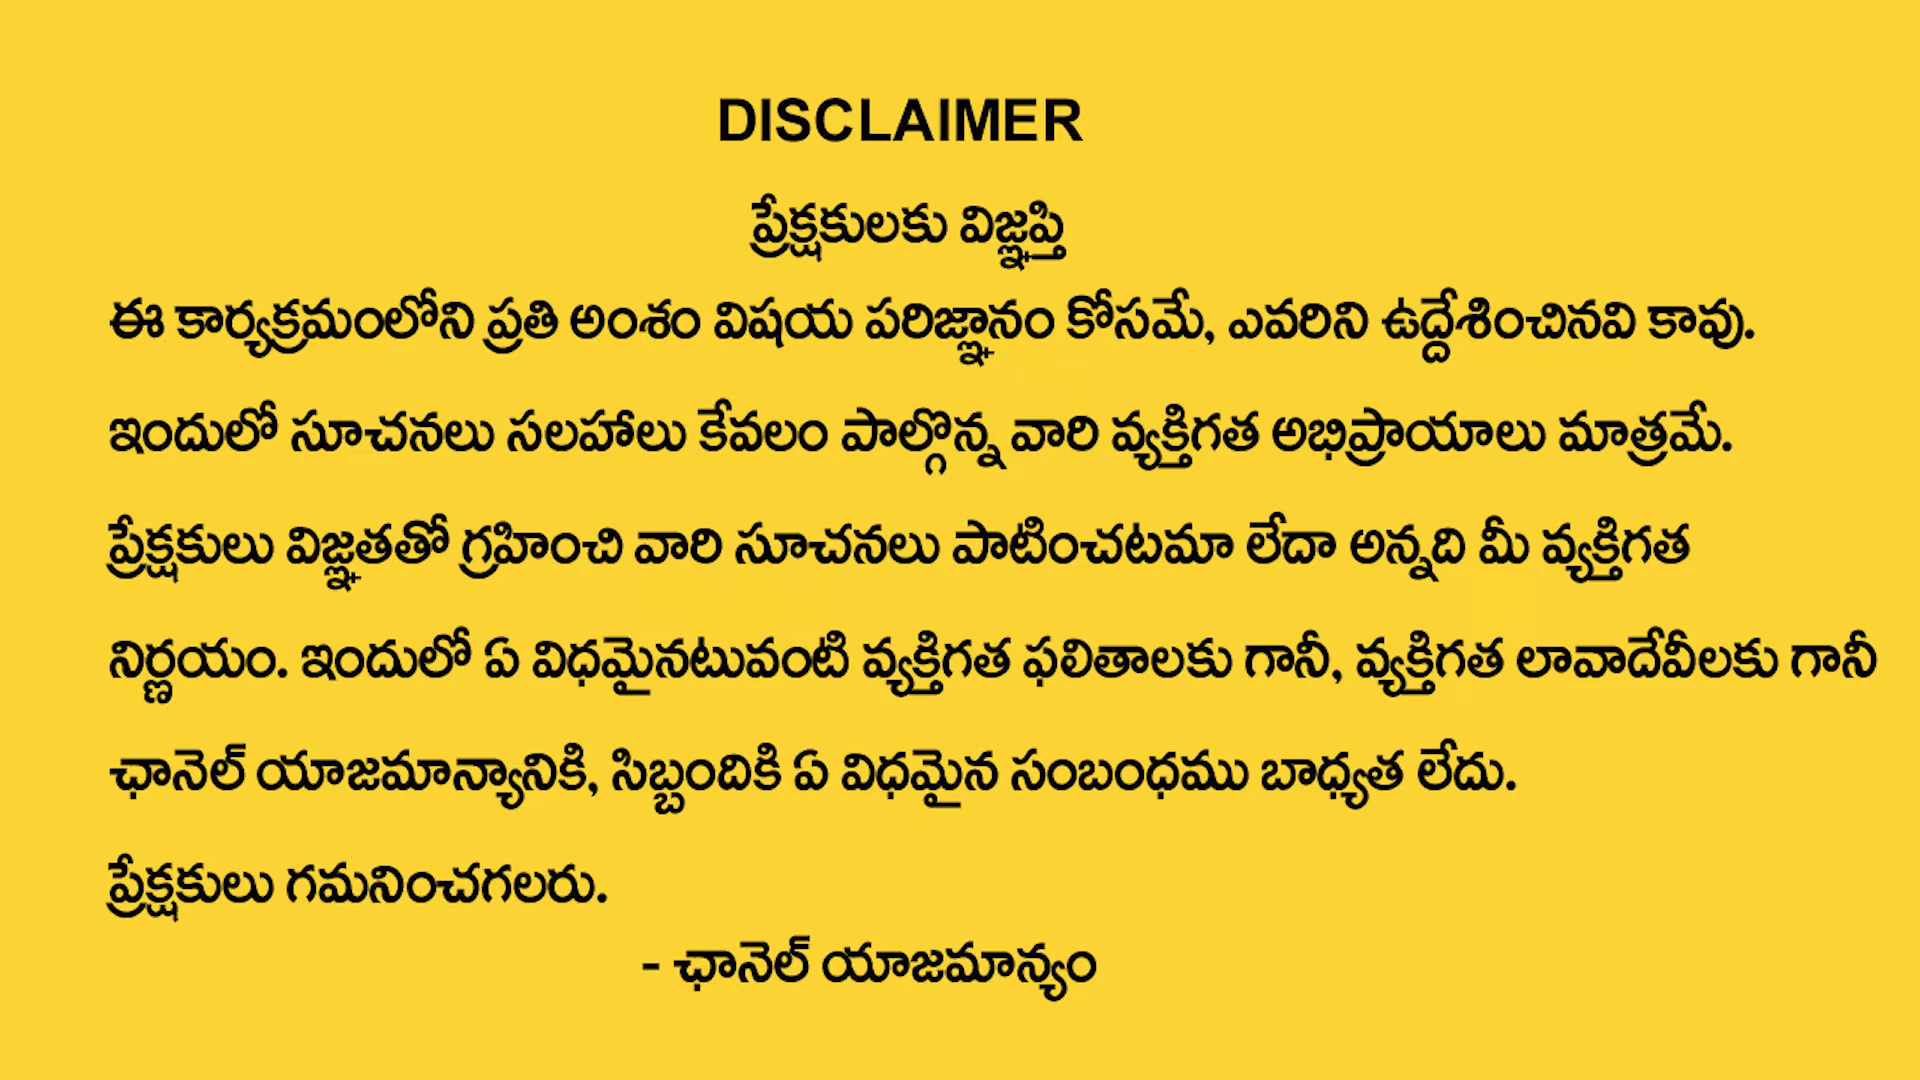 DISCLAIMER
ప్రేక్షకులకు విజ్ఞప్తి
ఈ కార్యక్రమంలోని ప్రతి అంశం విషయ పరిజ్ఞానం కోసమే, ఎవరిని ఉద్దేశించినవి కావు.
ఇందులో సూచనలు సలహాలు కేవలం పాల్గొన్న వారి వ్యక్తిగత అభిప్రాయాలు మాత్రమే.
ప్రేక్షకులు విజ్ఞతతో గ్రహించి వారి సూచనలు పాటించటమా లేదా అన్నది మీ వ్యక్తిగత
నిర్ణయం. ఇందులో ఏ విధమైనటువంటి వ్యక్తిగత ఫలితాలకు గానీ, వ్యక్తిగత లావాదేవీలకు గానీ
ఛానెల్ యాజమాన్యానికి, సిబ్బందికి ఏ విధమైన సంబంధము బాధ్యత లేదు.
ప్రేక్షకులు గమనించగలరు.
- ఛానెల్ యాజమాన్యం